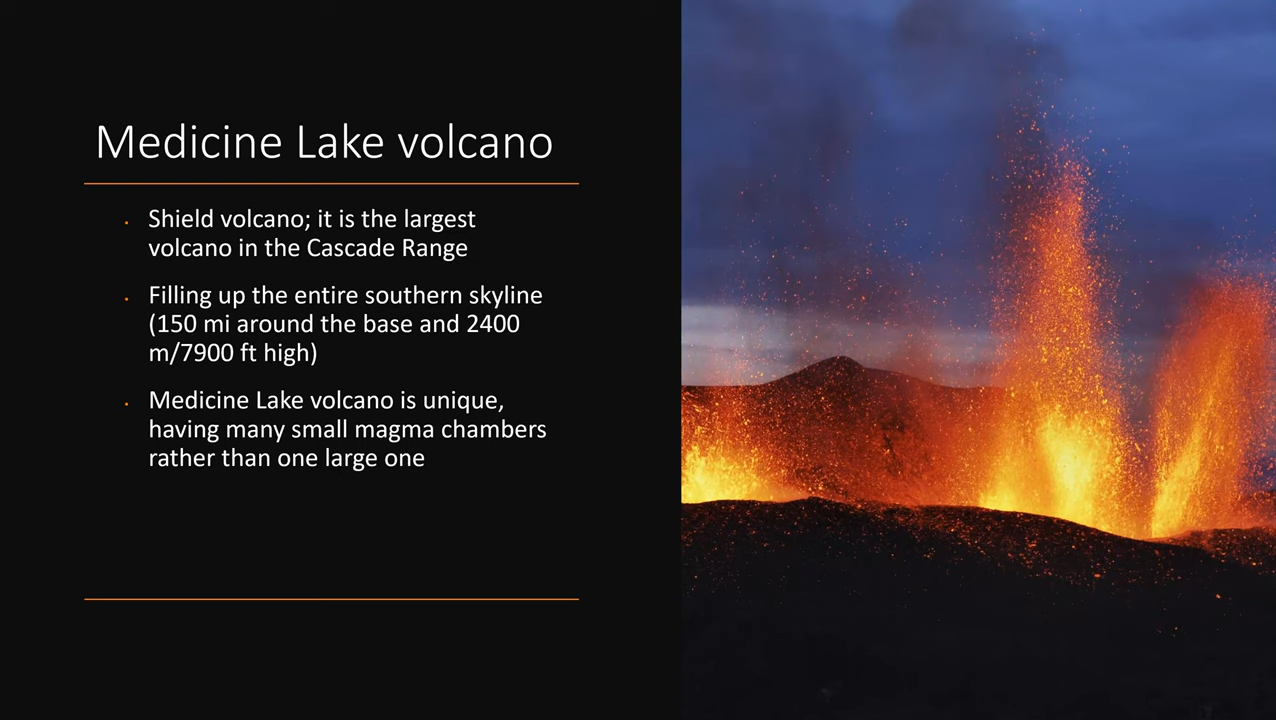 Medicine Lake volcano
Shield volcano; it is the largest
volcano in the Cascade Range
Filling up the entire southern skyline
(150 mi around the base and 2400
m/7900 ft high)
Medicine Lake volcano is unique,
having many small magma chambers
rather than one large one